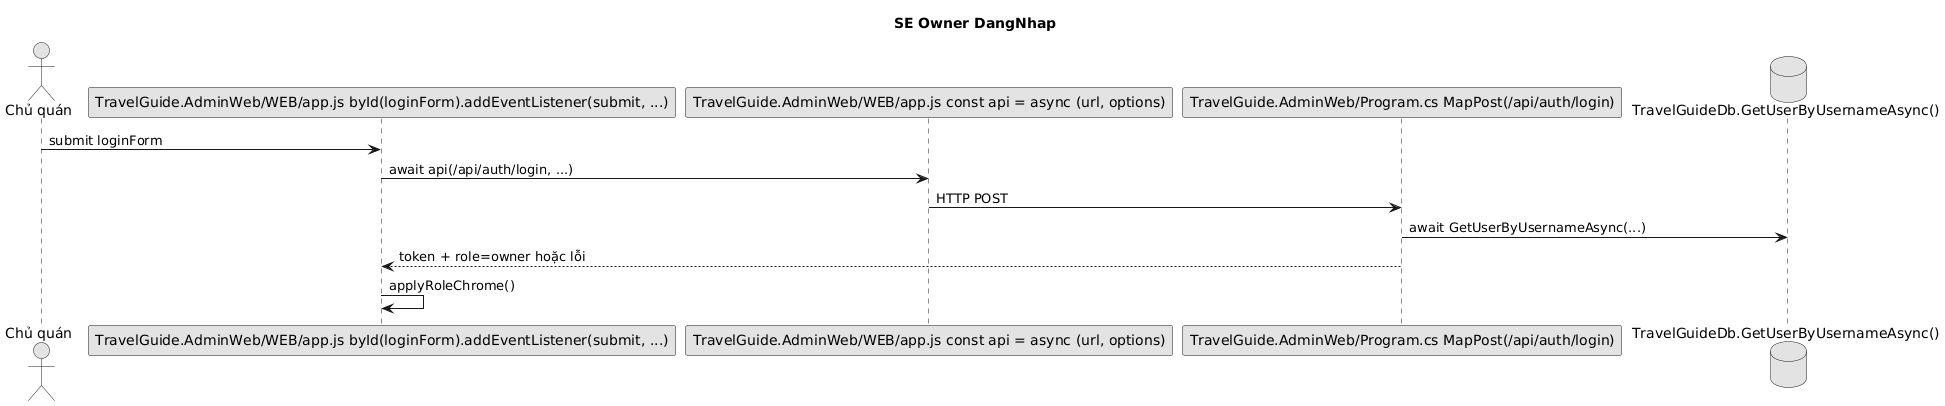 SE Owner DangNhap
Chủ quán
TravelGuide.AdminWeb/WEB/app.js byId(loginForm).addEventListener(submit, ...)
TravelGuide.AdminWeb/WEB/app.js const api = async (url, options)
TravelGuide.AdminWeb/Program.cs MapPost(/api/auth/login)
TravelGuideDb.GetUserByUsernameAsync()
submit loginForm
await api(/api/auth/login, ...)
HTTP POST
await GetUserByUsernameAsync(...)
token + role=owner hoặc lỗi
applyRoleChrome()
Chủ quán
TravelGuide.AdminWeb/WEB/app.js byId(loginForm).addEventListener(submit, ...)
TravelGuide.AdminWeb/WEB/app.js const api = async (url, options)
TravelGuide.AdminWeb/Program.cs MapPost(/api/auth/login)
TravelGuideDb.GetUserByUsernameAsync()